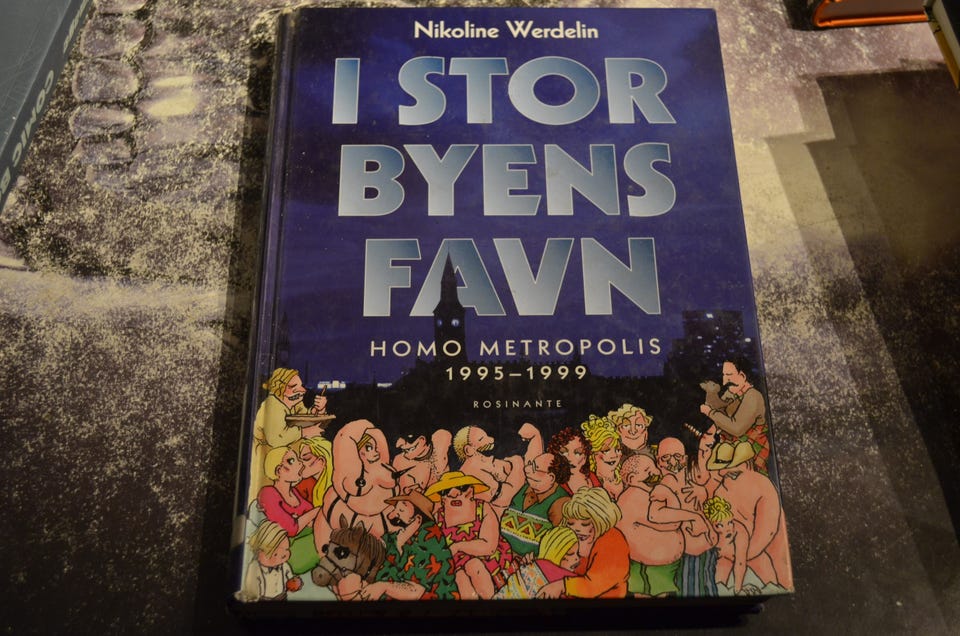 Nikoline Werdelin
I STOR
BYENS
FAVN
HOMO METROPOLIS
1995–1999
ROSINANTE